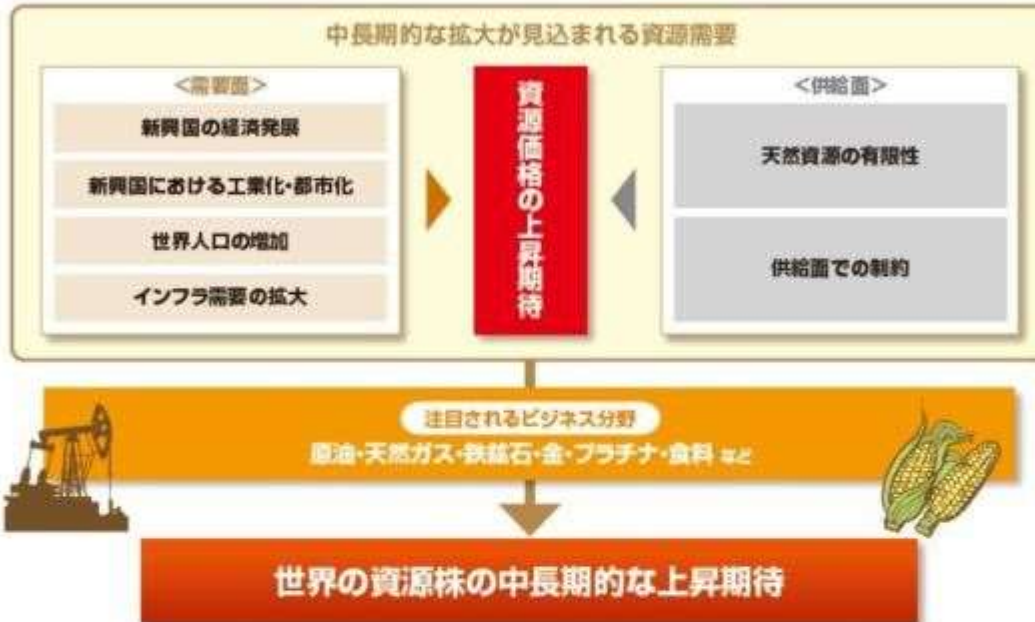 中長期的な拡大が見込まれる資源需要
＜需要面＞
新興国の経済発展
新興国における工業化・都市化
世界人口の増加
インフラ需要の拡大
資源価格の上昇期待
＜供給面＞
天然資源の有限性
供給面での制約
注目されるビジネス分野
原油・天然ガス・鉄鉱石・金・プラチナ・食料 など
世界の資源株の中長期的な上昇期待